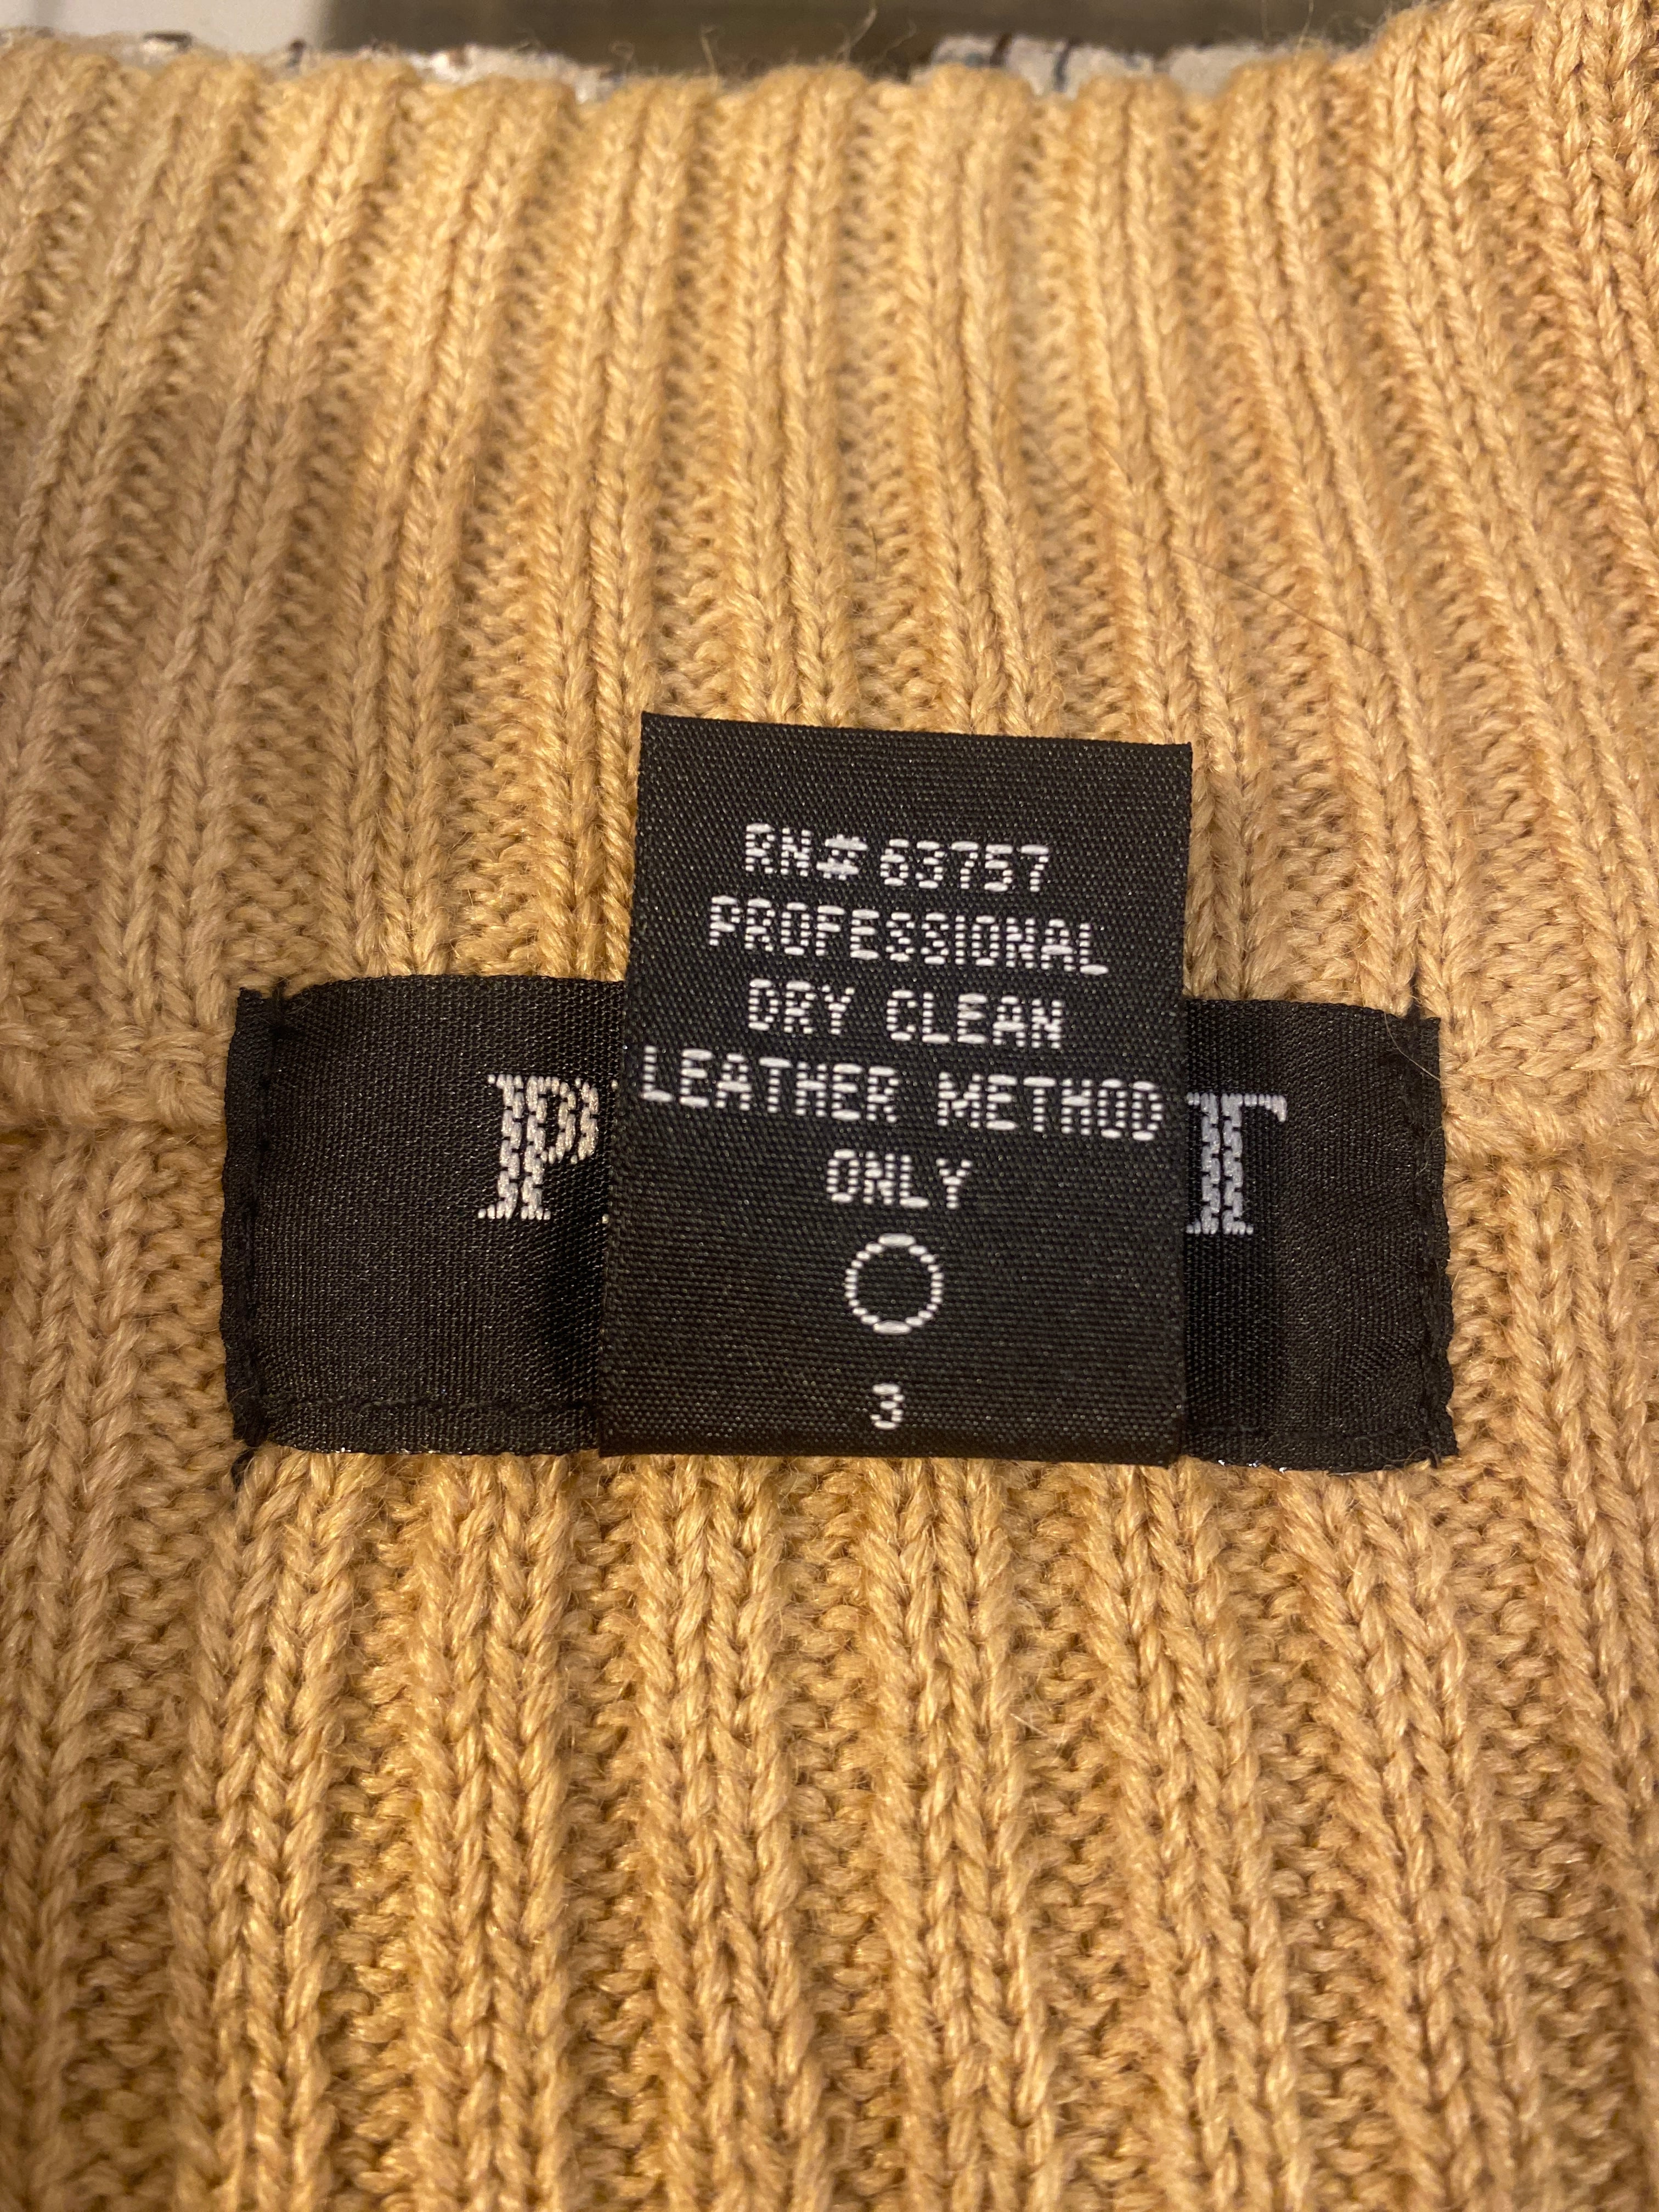 RN# 63757
PROFESSIONAL
DRY CLEAN
LEATHER METHOD
ONLY
3